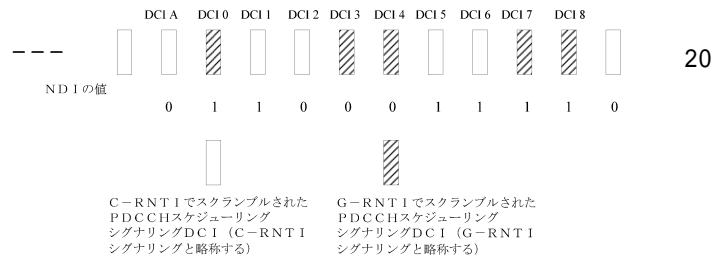 DCI A DCI 0 DCI 1 DCI 2 DCI 3 DCI 4 DCI 5 DCI 6 DCI 7 DCI 8
20
NDIの値
0 1 1 0 0 0 1 1 1 1 0
C-RNTIでスクランブルされた
PDCCHスケジューリング
シグナリングDCI(C-RNTI
シグナリングと略称する)
G-RNTIでスクランブルされた
PDCCHスケジューリング
シグナリングDCI(G-RNTI
シグナリングと略称する)